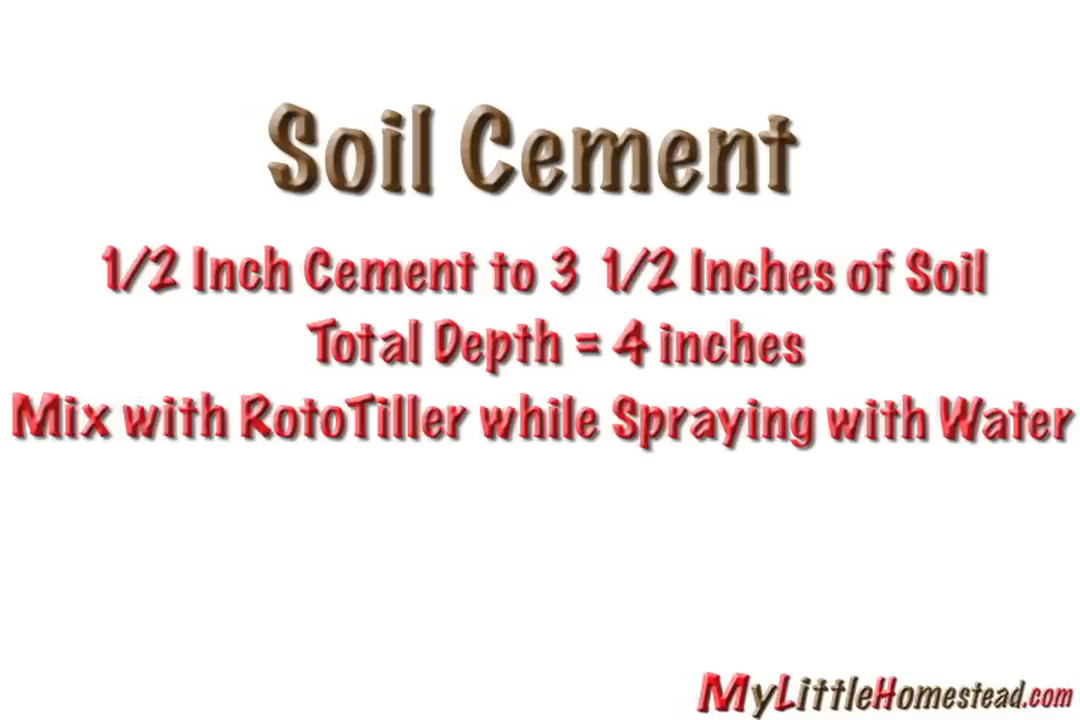 Soil Cement
1/2 Inch Cement to 3 1/2 Inches of Soil
Total Depth = 4 inches
Mix with RotoTiller while Spraying with Water
MyLittleHomestead.com